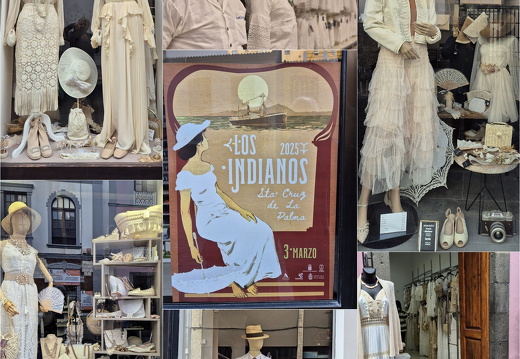 LOS
2025
INDIANOS
Sta Cruz
de La
Palma
3 MARZO